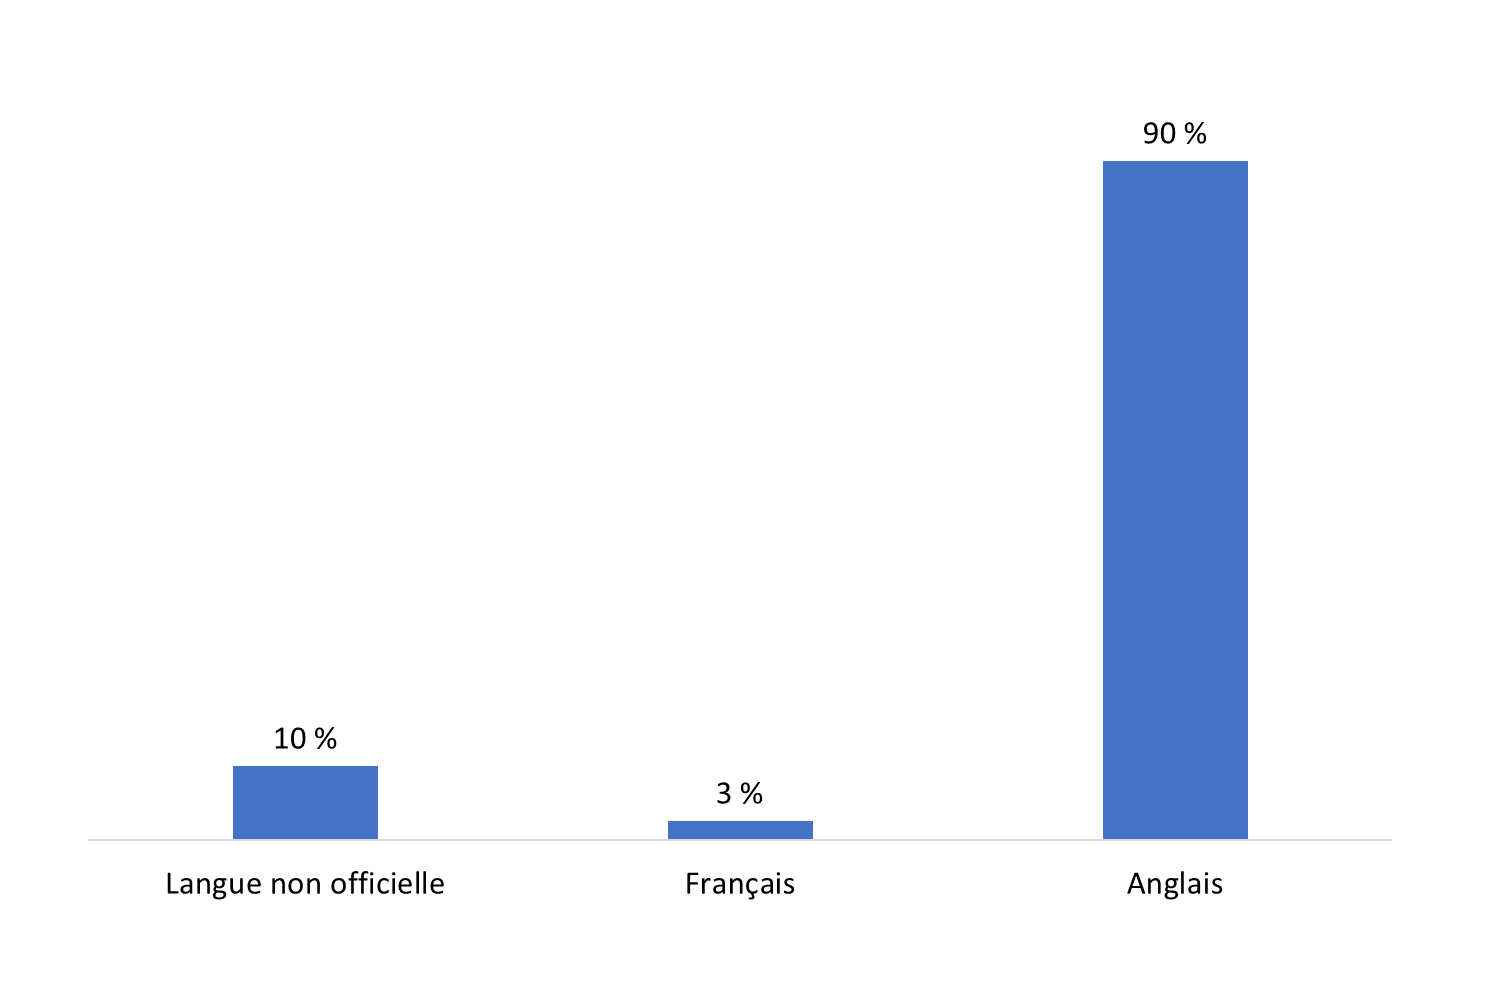 90 %
10 %
3 %
Langue non officielle
Français
Anglais